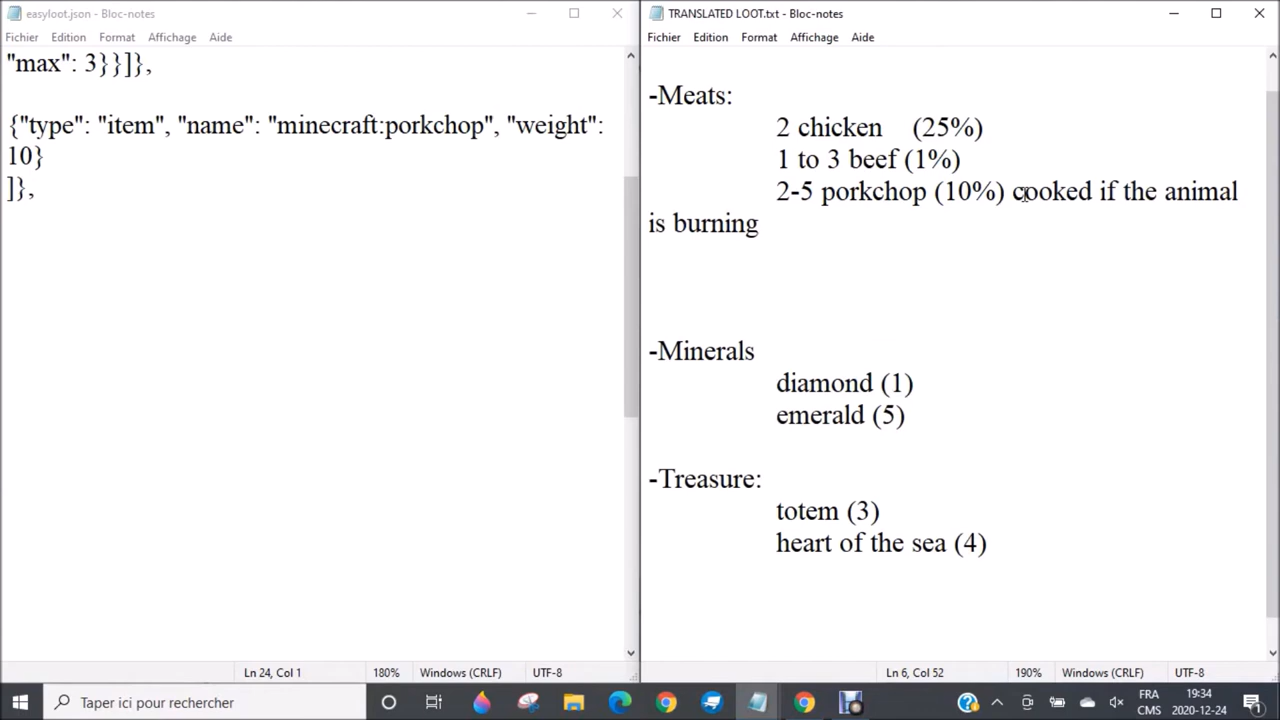 easyloot.json - Bloc-notes
Fichier Edition Format Affichage Aide
"max": 3}}]},
{"type": "item", "name": "minecraft:porkchop", "weight":
10}
]},
Ln 24, Col 1 180% Windows (CRLF) UTF-8
TRANSLATED LOOT.txt - Bloc-notes
Fichier Edition Format Affichage Aide
-Meats:
2 chicken (25%)
1 to 3 beef (1%)
2-5 porkchop (10%) cooked if the animal
is burning
-Minerals
diamond (1)
emerald (5)
-Treasure:
totem (3)
heart of the sea (4)
Ln 6, Col 52 190% Windows (CRLF) UTF-8
Taper ici pour rechercher
FRA
CMS
19:34
2020-12-24
1